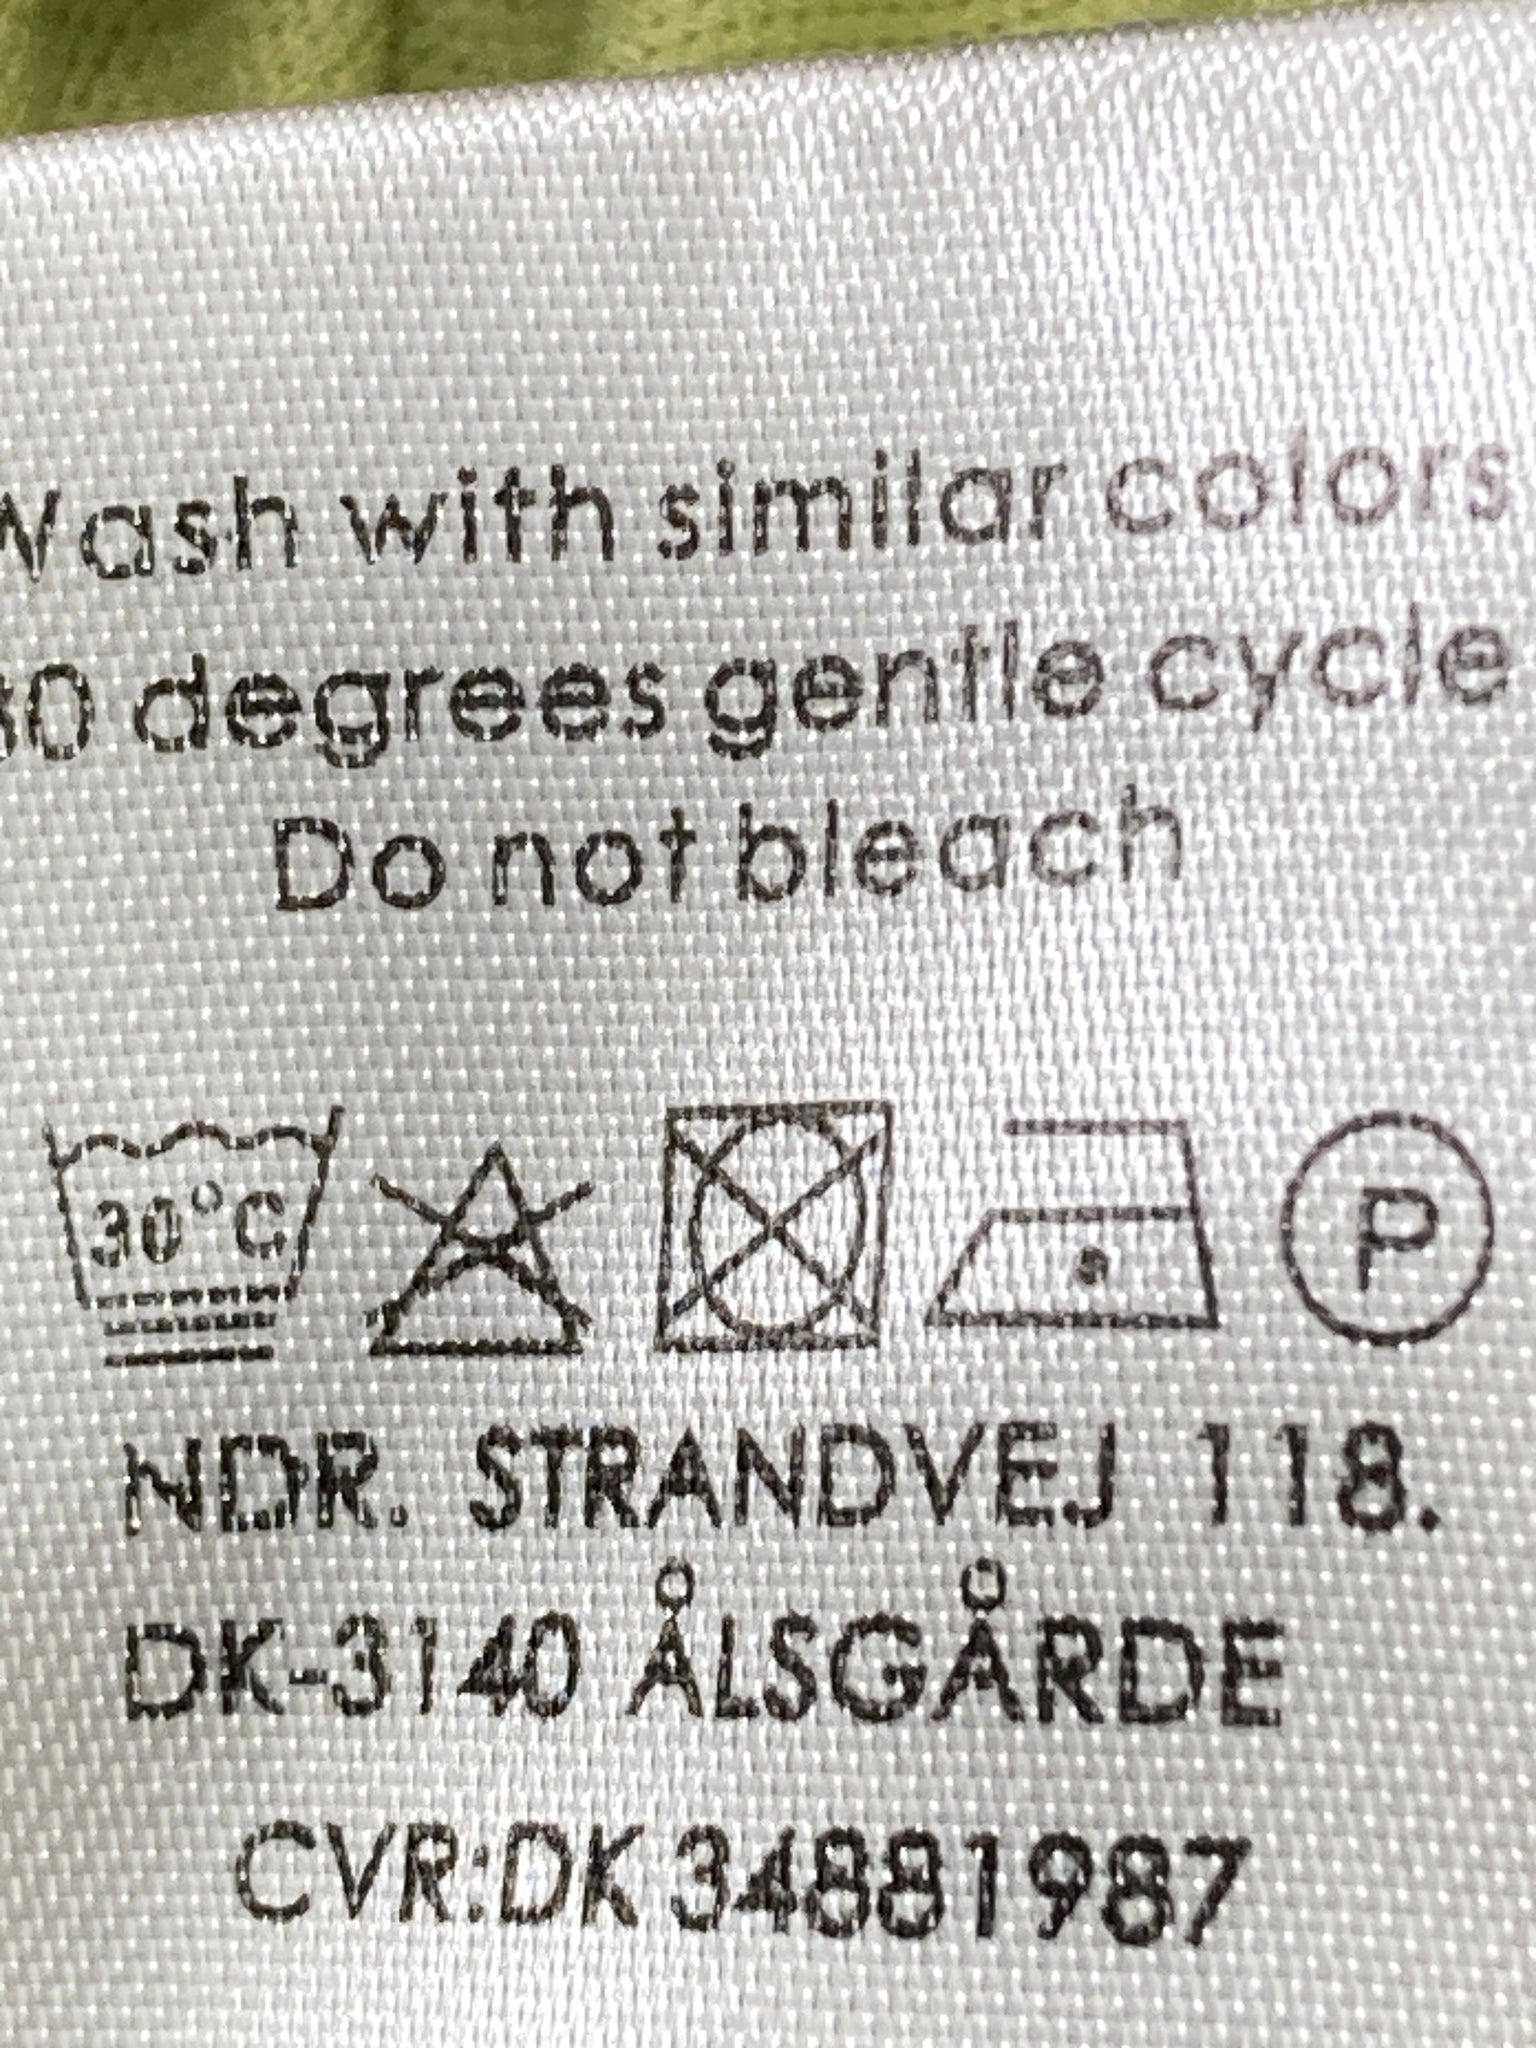 Wash with similar colors
30 degrees gentle cycle
Do not bleach
30°C
P
NDR. STRANDVEJ 118.
DK-3140 ÅLSGÅRDE
CVR:DK 34881987